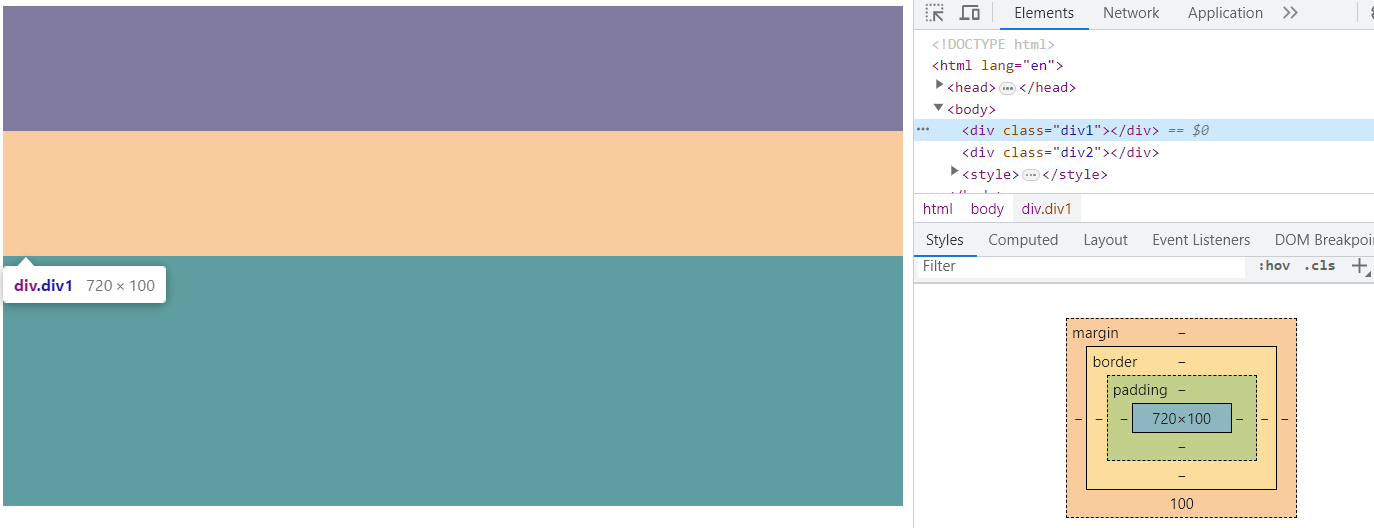 Elements Network Application
<!DOCTYPE html>
<html lang="en">
<head> ··· </head>
<body>
··· <div class="div1"></div> == $0
<div class="div2"></div>
<style> ··· </style>
html body div.div1
Styles Computed Layout Event Listeners DOM Breakpoi
Filter :hov .cls
div.div1 720 × 100
margin –
border –
padding –
– – – 720×100 – – –
–
–
100